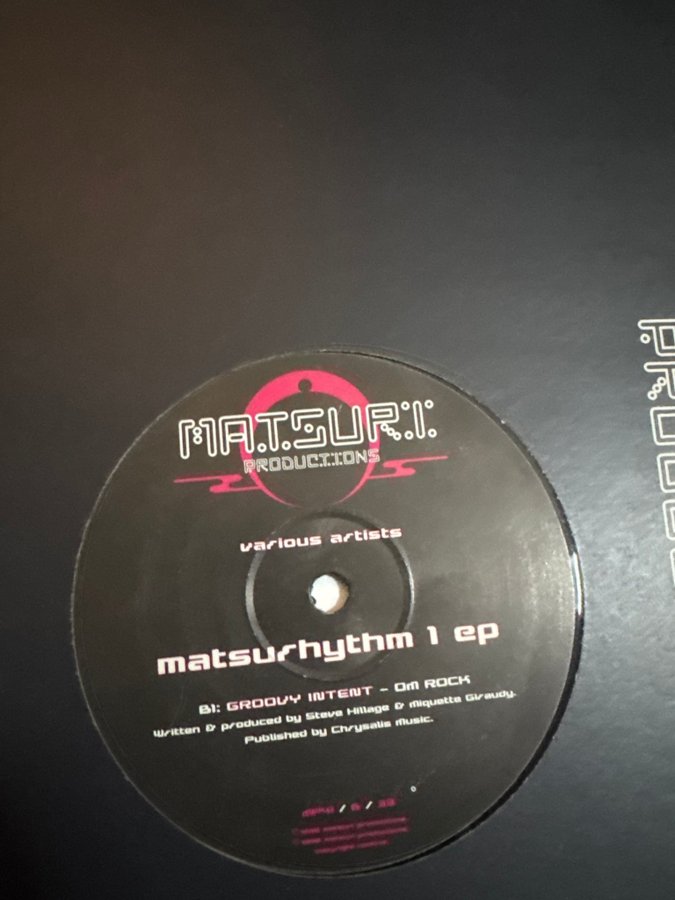 MATSURI
PRODUCTIONS
various artists
matsurhythm 1 ep
B1: GROOVY INTENT - OM ROCK
Written & produced by Steve Hillage & Miquette Giraudy.
Published by Chrysalis Music.